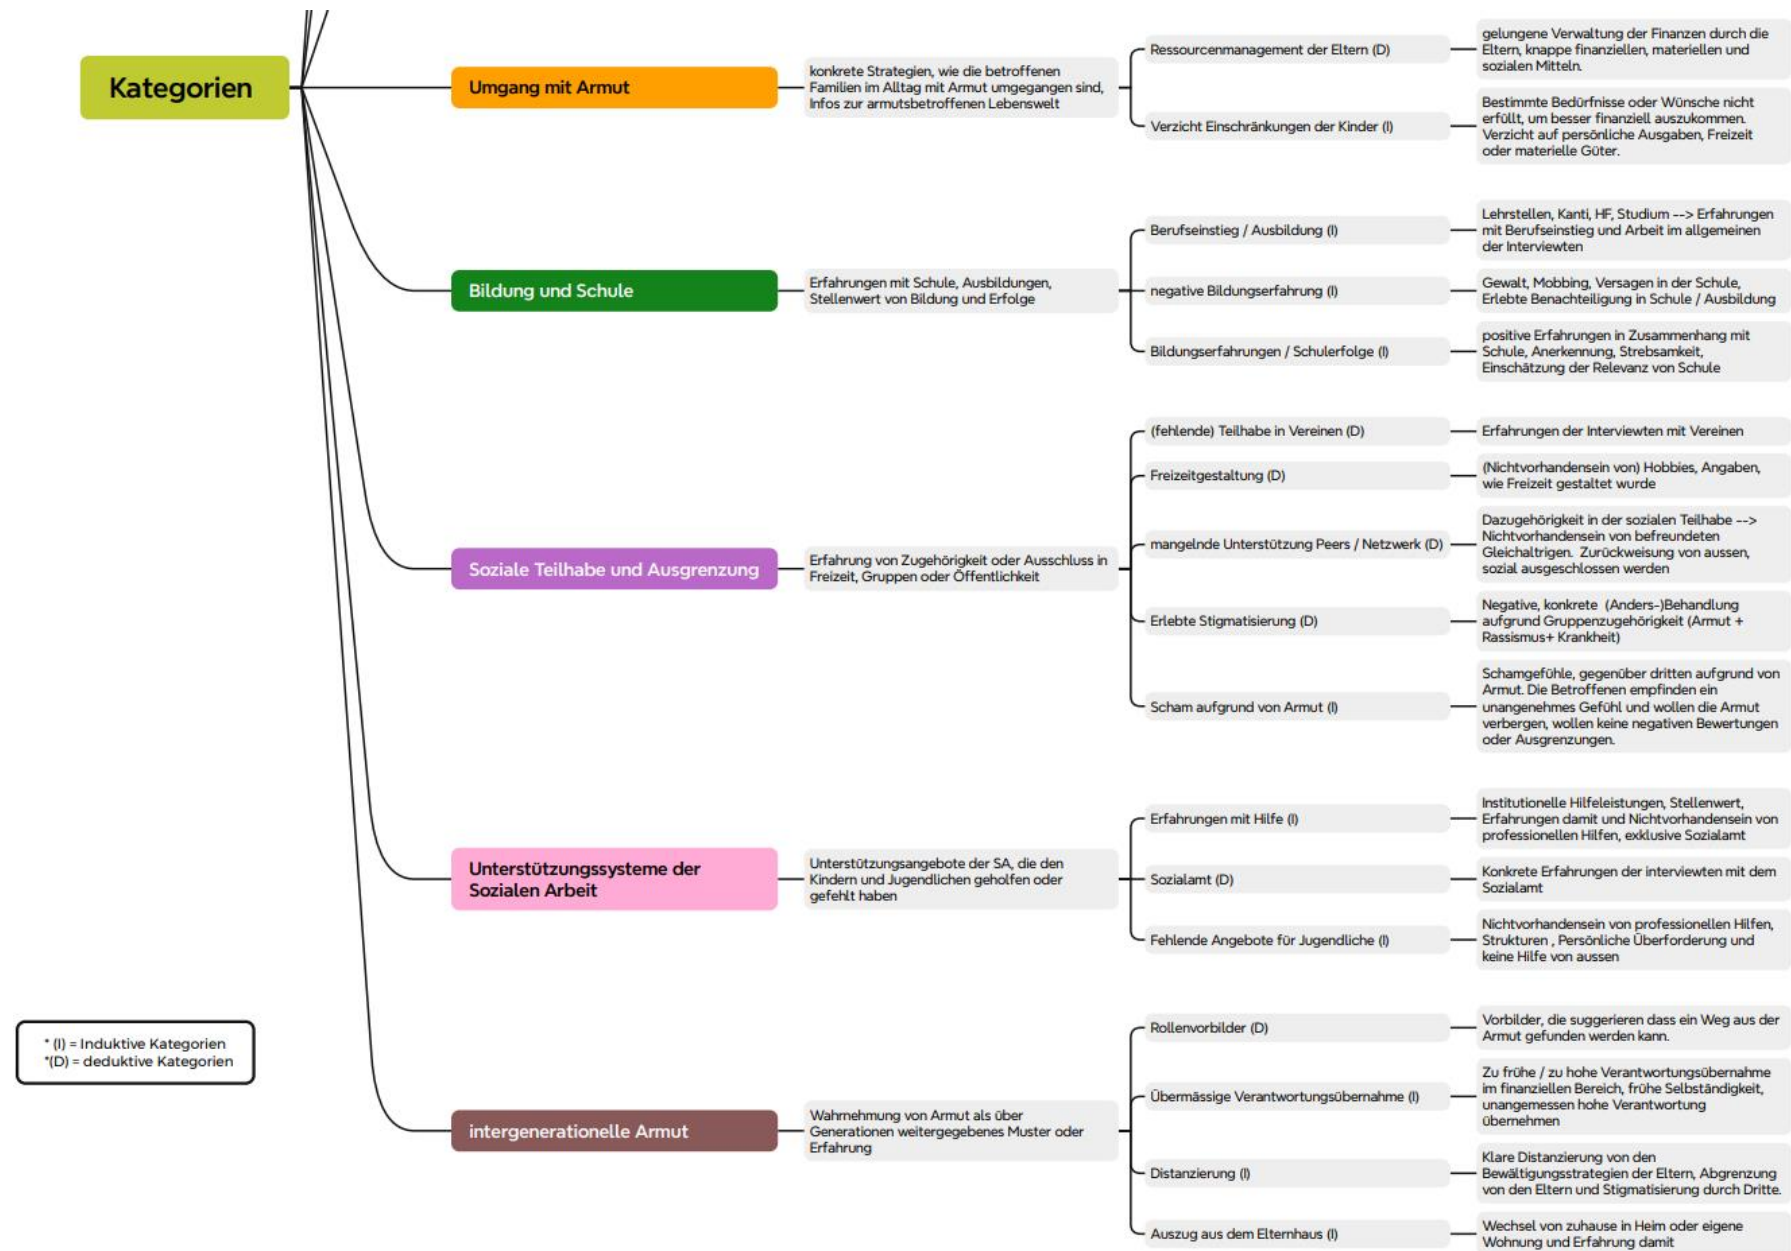 Kategorien
Umgang mit Armut
konkrete Strategien, wie die betroffenen
Familien im Alltag mit Armut umgegangen sind,
Infos zur armutsbetroffenen Lebenswelt
Ressourcenmanagement der Eltern (D)
gelungene Verwaltung der Finanzen durch die
Eltern, knappe finanziellen, materiellen und
sozialen Mitteln.
Verzicht Einschränkungen der Kinder (I)
Bestimmte Bedürfnisse oder Wünsche nicht
erfüllt, um besser finanziell auszukommen.
Verzicht auf persönliche Ausgaben, Freizeit
oder materielle Güter.
Bildung und Schule
Erfahrungen mit Schule, Ausbildungen,
Stellenwert von Bildung und Erfolge
Berufseinstieg / Ausbildung (I)
Lehrstellen, Kanti, HF, Studium --> Erfahrungen
mit Berufseinstieg und Arbeit im allgemeinen
der Interviewten
negative Bildungserfahrung (I)
Gewalt, Mobbing, Versagen in der Schule,
Erlebte Benachteiligung in Schule / Ausbildung
Bildungserfahrungen / Schulerfolge (I)
positive Erfahrungen in Zusammenhang mit
Schule, Anerkennung, Strebsamkeit,
Einschätzung der Relevanz von Schule
Soziale Teilhabe und Ausgrenzung
Erfahrung von Zugehörigkeit oder Ausschluss in
Freizeit, Gruppen oder Öffentlichkeit
(fehlende) Teilhabe in Vereinen (D)
Erfahrungen der Interviewten mit Vereinen
Freizeitgestaltung (D)
(Nichtvorhandensein von) Hobbies, Angaben,
wie Freizeit gestaltet wurde
mangelnde Unterstützung Peers / Netzwerk (D)
Dazugehörigkeit in der sozialen Teilhabe -->
Nichtvorhandensein von befreundeten
Gleichaltrigen. Zurückweisung von aussen,
sozial ausgeschlossen werden
Erlebte Stigmatisierung (D)
Negative, konkrete (Anders-)Behandlung
aufgrund Gruppenzugehörigkeit (Armut +
Rassismus+ Krankheit)
Scham aufgrund von Armut (I)
Schamgefühle, gegenüber dritten aufgrund von
Armut. Die Betroffenen empfinden ein
unangenehmes Gefühl und wollen die Armut
verbergen, wollen keine negativen Bewertungen
oder Ausgrenzungen.
Unterstützungssysteme der
Sozialen Arbeit
Unterstützungsangebote der SA, die den
Kindern und Jugendlichen geholfen oder
gefehlt haben
Erfahrungen mit Hilfe (I)
Institutionelle Hilfeleistungen, Stellenwert,
Erfahrungen damit und Nichtvorhandensein von
professionellen Hilfen, exklusive Sozialamt
Sozialamt (D)
Konkrete Erfahrungen der interviewten mit dem
Sozialamt
Fehlende Angebote für Jugendliche (I)
Nichtvorhandensein von professionellen Hilfen,
Strukturen , Persönliche Überforderung und
keine Hilfe von aussen
intergenerationelle Armut
Wahrnehmung von Armut als über
Generationen weitergegebenes Muster oder
Erfahrung
Rollenvorbilder (D)
Vorbilder, die suggerieren dass ein Weg aus der
Armut gefunden werden kann.
Übermässige Verantwortungsübernahme (I)
Zu frühe / zu hohe Verantwortungsübernahme
im finanziellen Bereich, frühe Selbständigkeit,
unangemessen hohe Verantwortung
übernehmen
Distanzierung (I)
Klare Distanzierung von den
Bewältigungsstrategien der Eltern, Abgrenzung
von den Eltern und Stigmatisierung durch Dritte.
Auszug aus dem Elternhaus (I)
Wechsel von zuhause in Heim oder eigene
Wohnung und Erfahrung damit
* (I) = Induktive Kategorien
*(D) = deduktive Kategorien